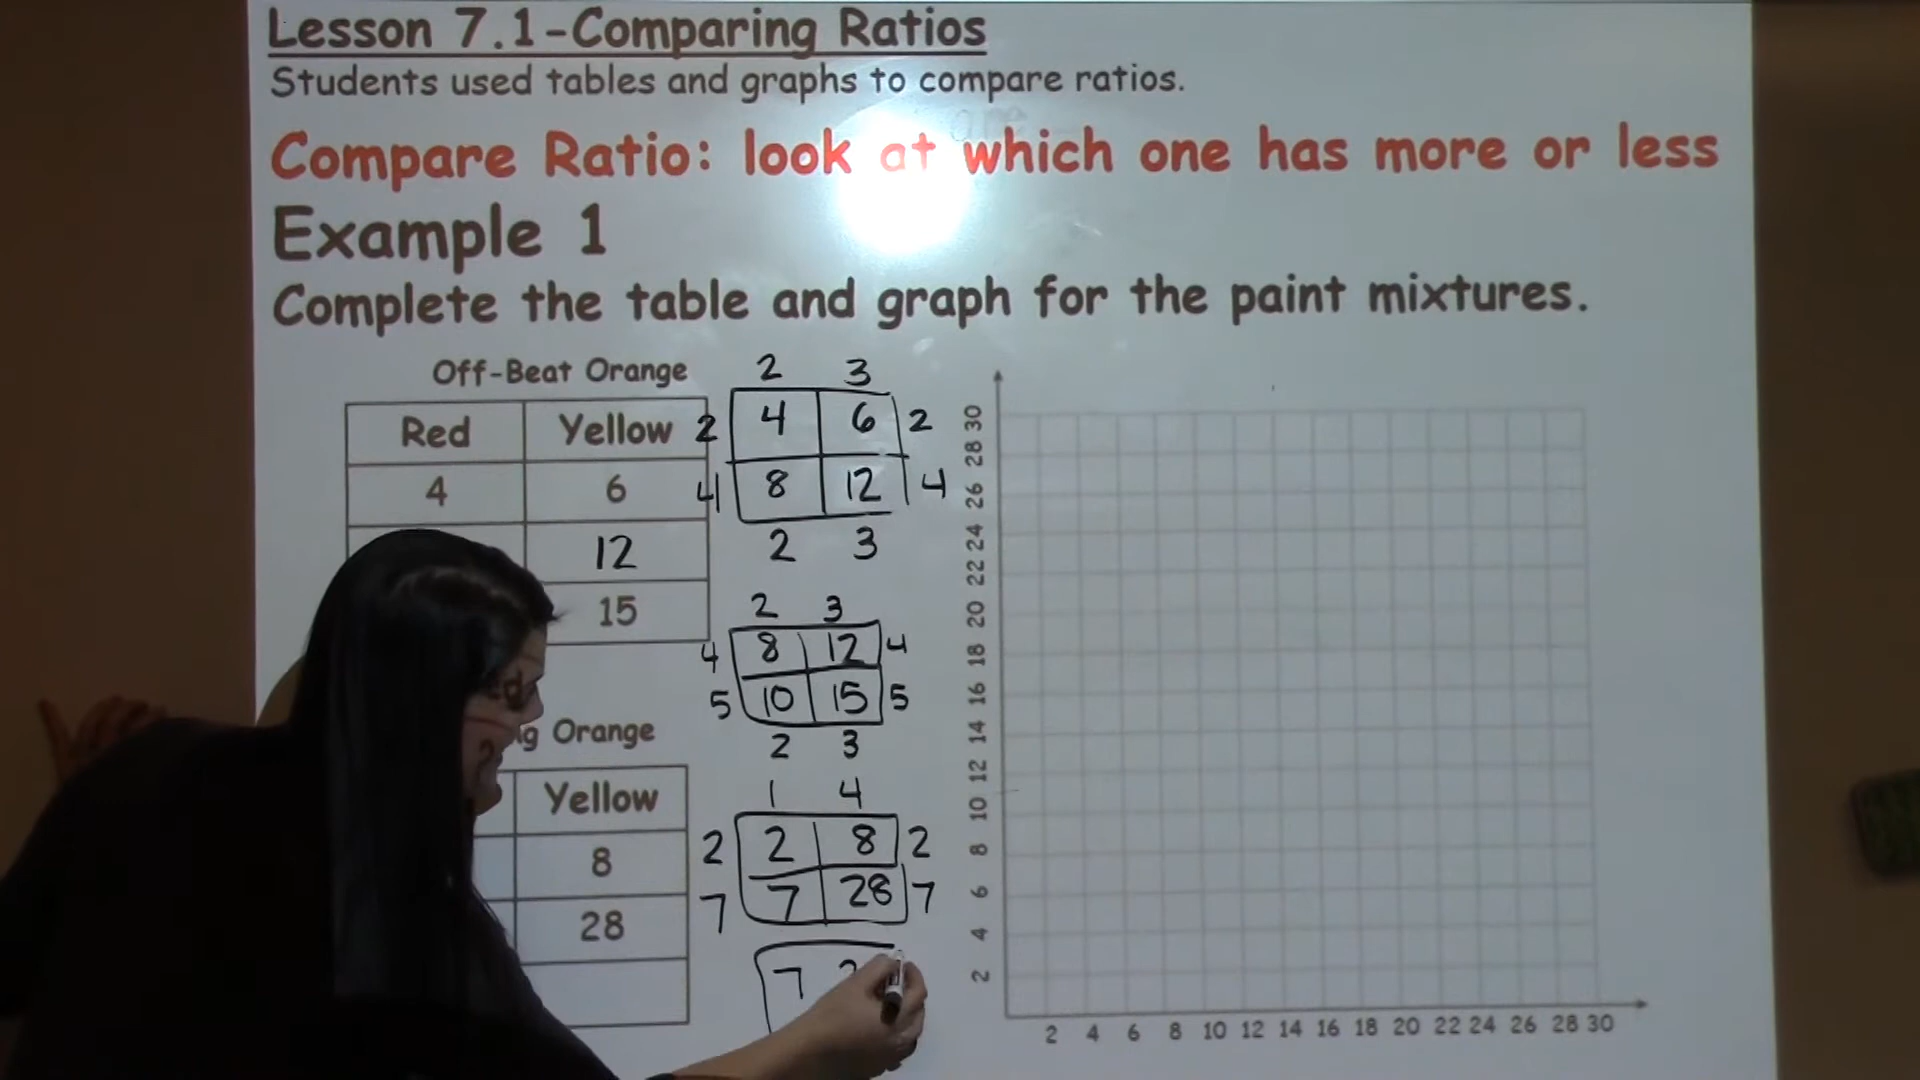 Lesson 7.1-Comparing Ratios
Students used tables and graphs to compare ratios.
Compare Ratio: look at which one has more or less
Example 1
Complete the table and graph for the paint mixtures.
Off-Beat Orange
Red Yellow
4 6
12
15
Orange
Yellow
8
28
2 3
2 4 6 2
4 8 12 4
2 3
2 3
4 8 12 4
5 10 15 5
2 3
1 4
2 2 8 2
7 7 28 7
7
30
28
26
24
22
20
18
16
14
12
10
8
6
4
2
2 4 6 8 10 12 14 16 18 20 22 24 26 28 30